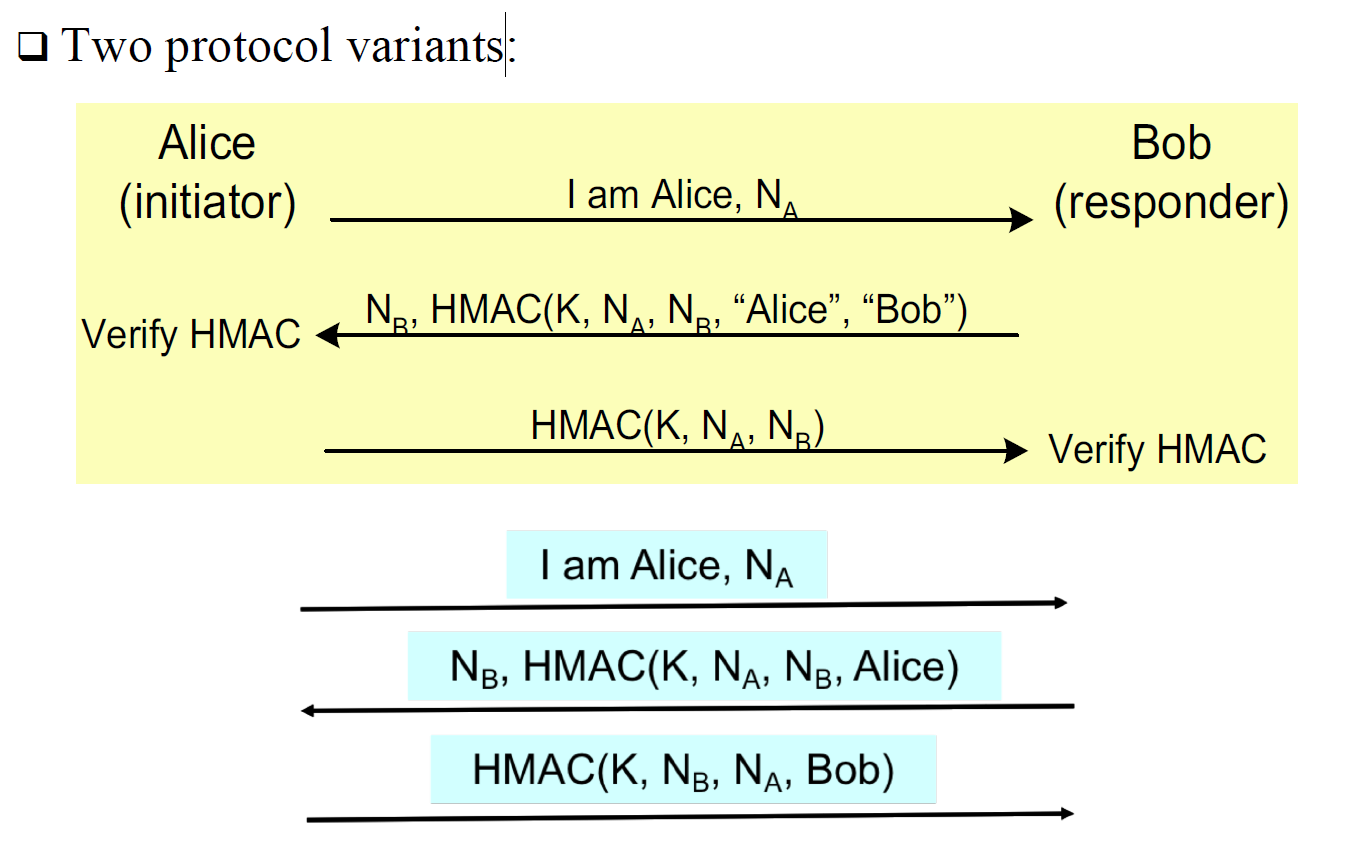 ❑ Two protocol variants:
Alice
(initiator)
I am Alice, N_A
Bob
(responder)
Verify HMAC
N_B, HMAC(K, N_A, N_B, “Alice”, “Bob”)
HMAC(K, N_A, N_B)
Verify HMAC
I am Alice, N_A
N_B, HMAC(K, N_A, N_B, Alice)
HMAC(K, N_B, N_A, Bob)